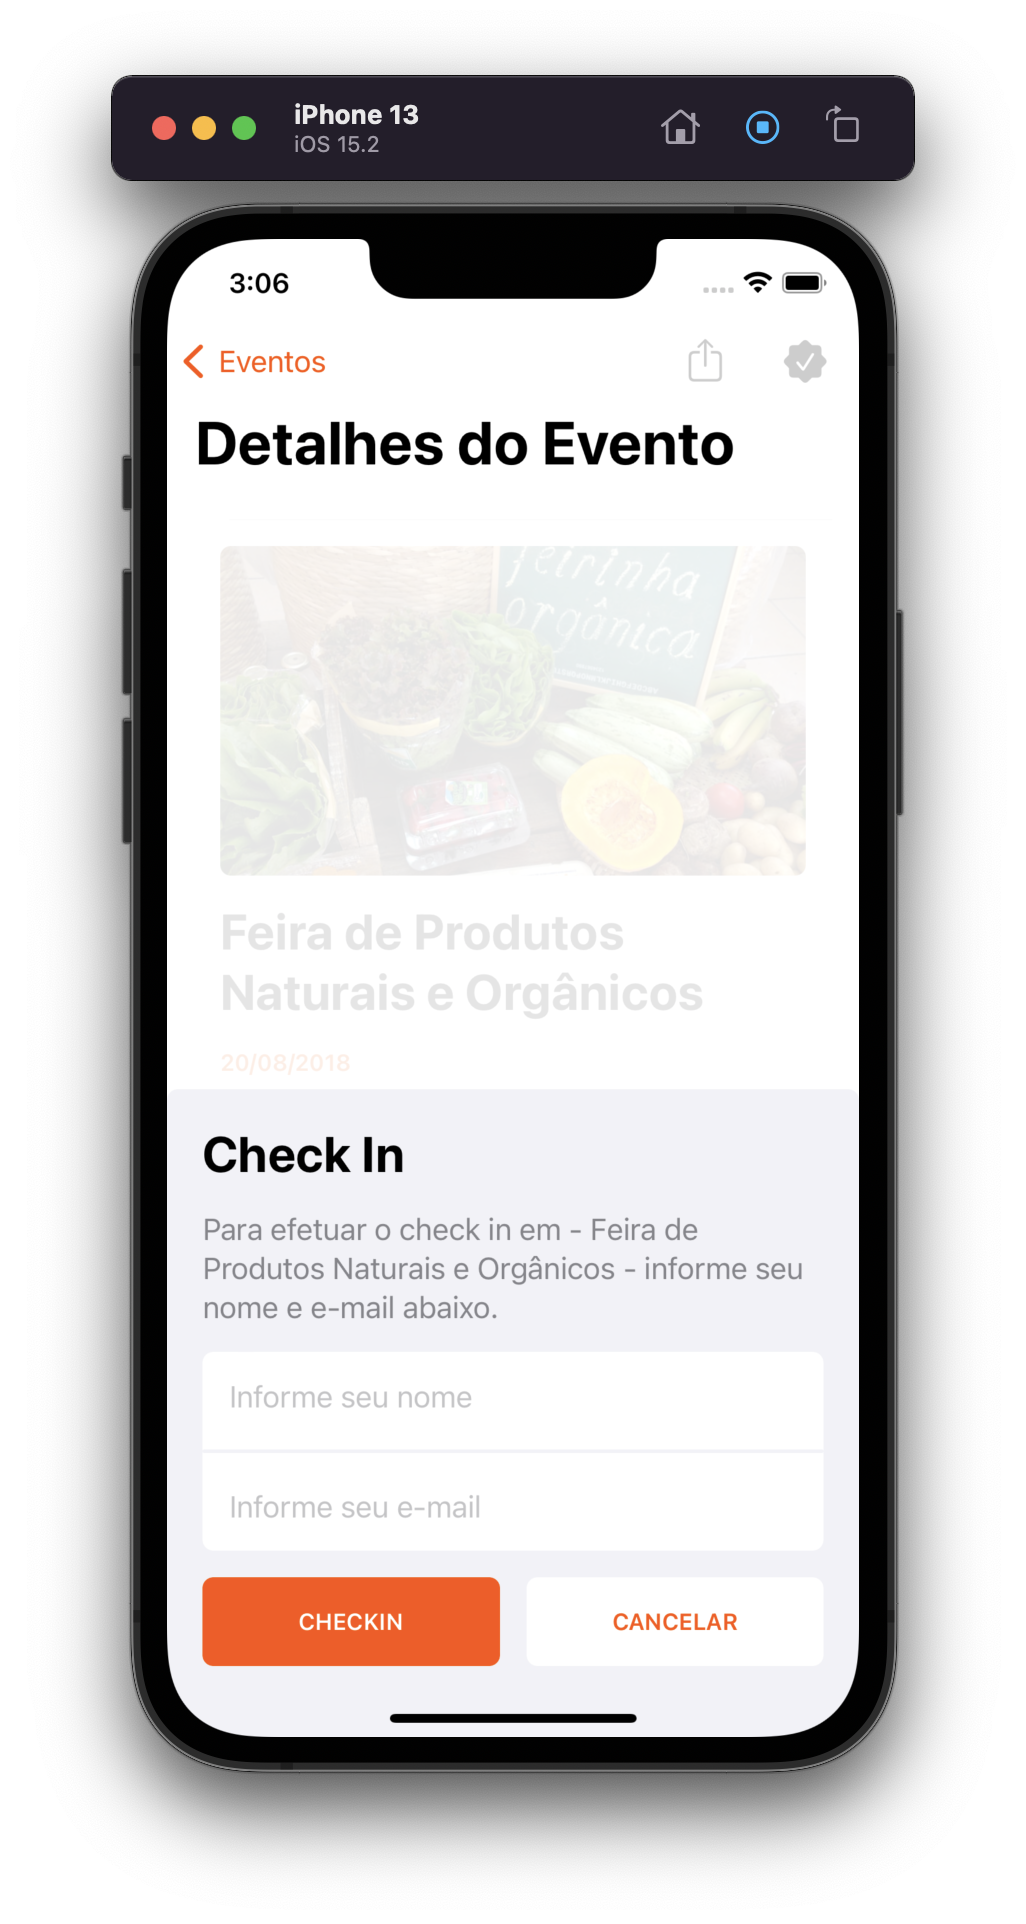 iPhone 13
iOS 15.2
3:06
Eventos
Detalhes do Evento
feirinha
orgânica
Feira de Produtos
Naturais e Orgânicos
20/08/2018
Check In
Para efetuar o check in em - Feira de
Produtos Naturais e Orgânicos - informe seu
nome e e-mail abaixo.
Informe seu nome
Informe seu e-mail
CHECKIN
CANCELAR